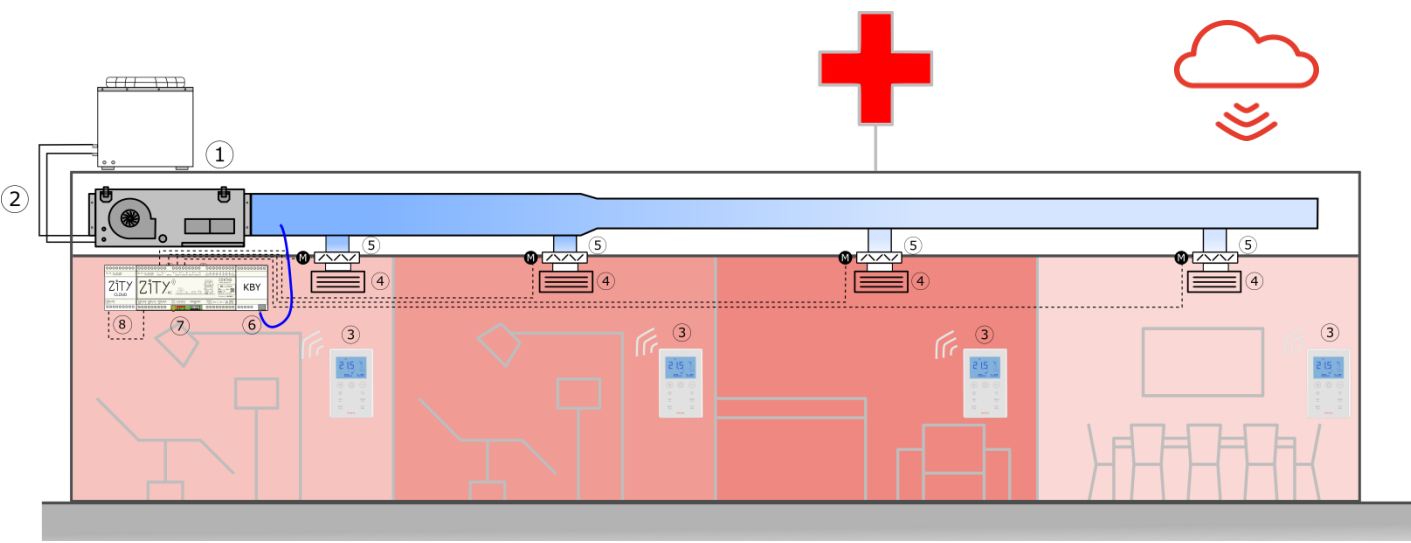 ①
②
M ⑤ M ⑤ M ⑤ M ⑤
④ ④ ④ ④
ZiTY
CLOUD
ZiTY
KBY
⑧ ⑦ ⑥
③ ③ ③ ③
21.5 21.5 21.5 21.5